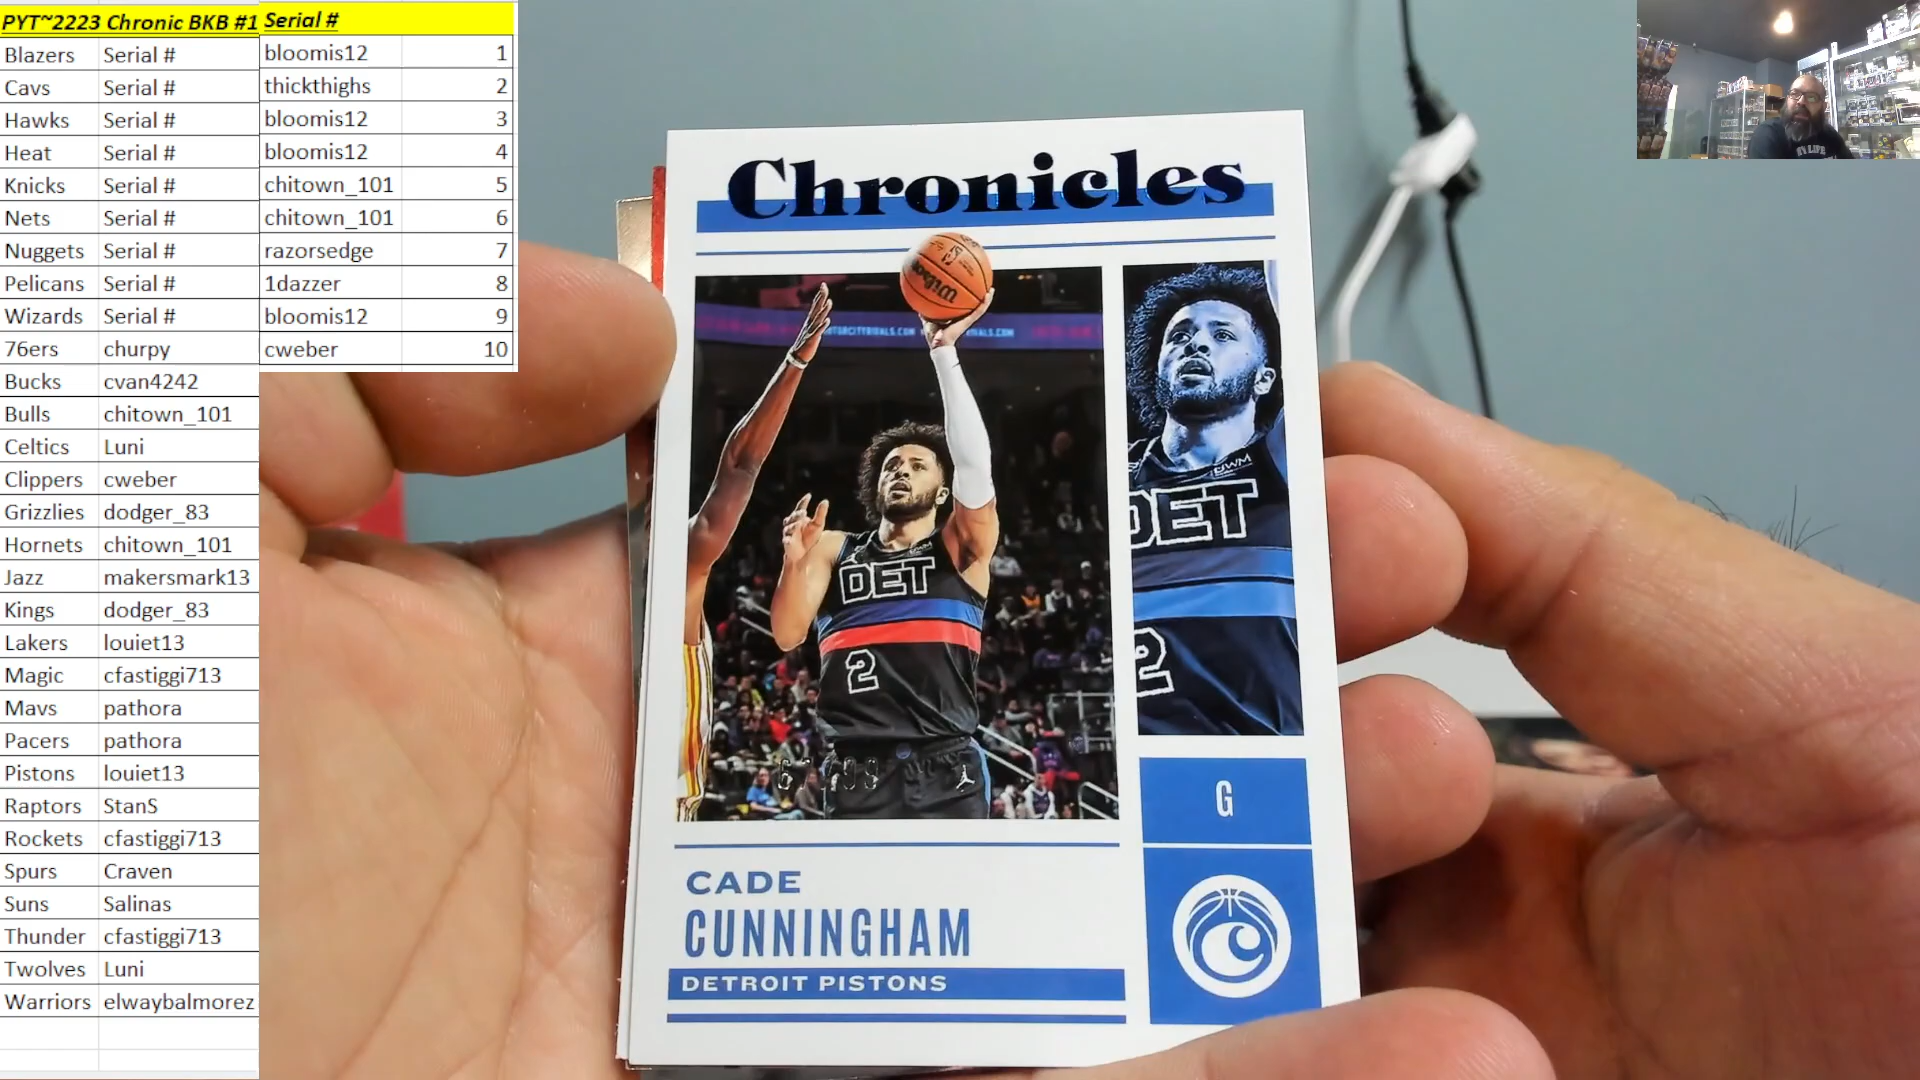 PYT~2223 Chronic BKB #1
Blazers Serial #
Cavs Serial #
Hawks Serial #
Heat Serial #
Knicks Serial #
Nets Serial #
Nuggets Serial #
Pelicans Serial #
Wizards Serial #
76ers churpy
Bucks cvan4242
Bulls chitown_101
Celtics Luni
Clippers cweber
Grizzlies dodger_83
Hornets chitown_101
Jazz makersmark13
Kings dodger_83
Lakers louiet13
Magic cfastiggi713
Mavs pathora
Pacers pathora
Pistons louiet13
Raptors StanS
Rockets cfastiggi713
Spurs Craven
Suns Salinas
Thunder cfastiggi713
Twolves Luni
Warriors elwaybalmorez
Serial #
bloomis12 1
thickthighs 2
bloomis12 3
bloomis12 4
chitown_101 5
chitown_101 6
razorsedge 7
1dazzer 8
bloomis12 9
cweber 10
Chronicles
Wilson
DET
2
DET
2
G
CADE
CUNNINGHAM
DETROIT PISTONS